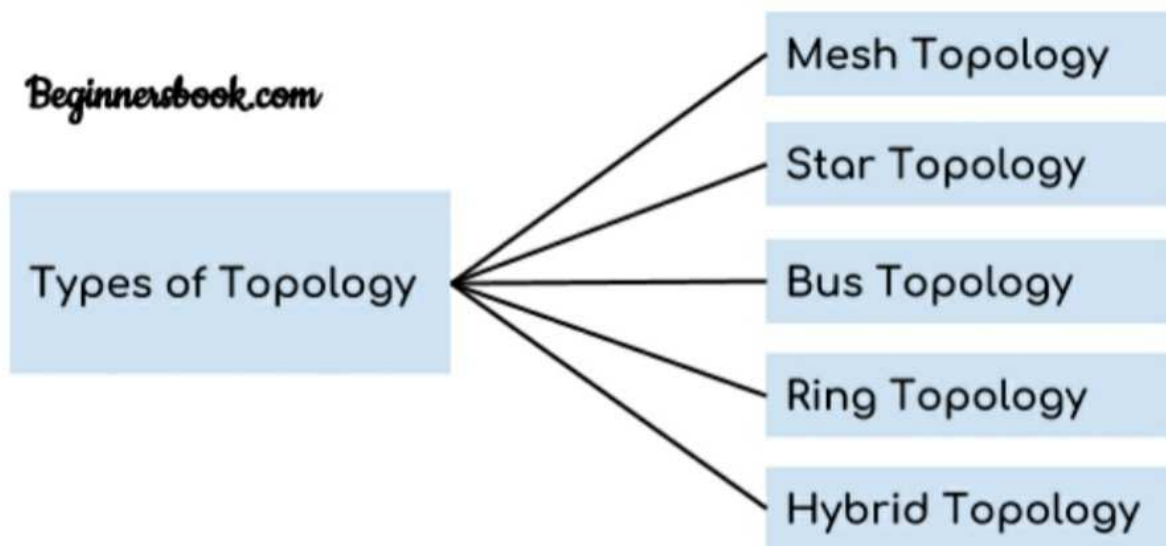 Beginnersbook.com
Types of Topology
Mesh Topology
Star Topology
Bus Topology
Ring Topology
Hybrid Topology